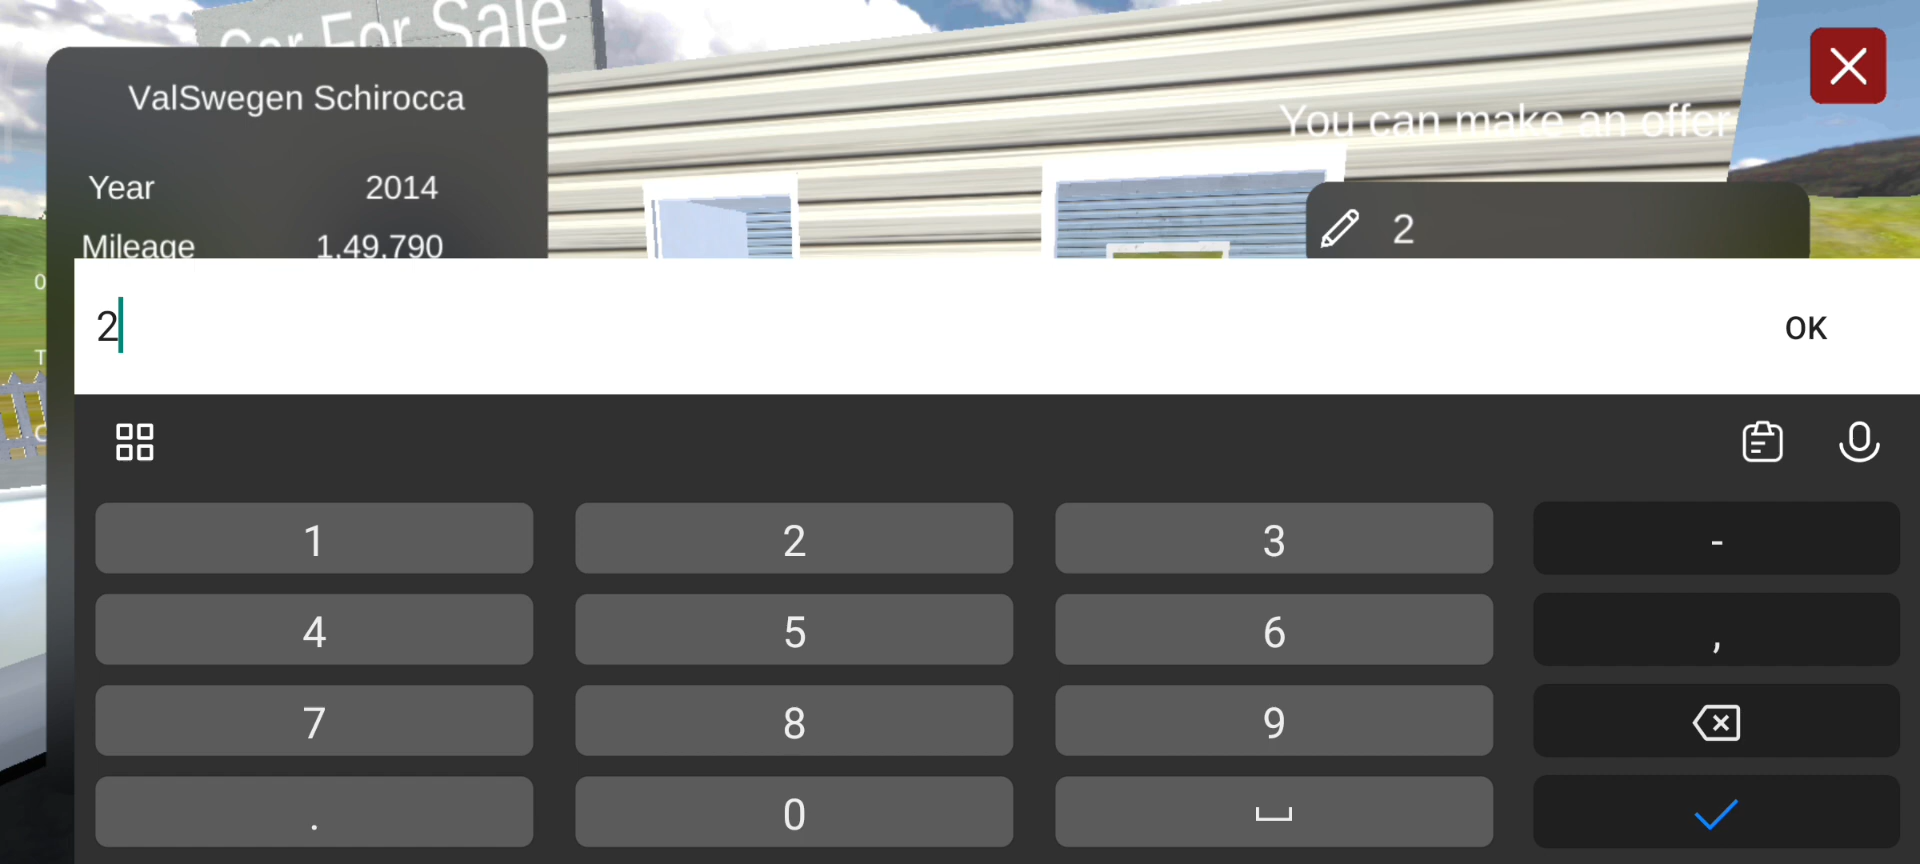 Car For Sale
ValSwegen Schirocca
Year 2014
Mileage 1,49,790
You can make an offer
2
0
T
C
2
OK
1 2 3 -
4 5 6 ,
7 8 9
. 0